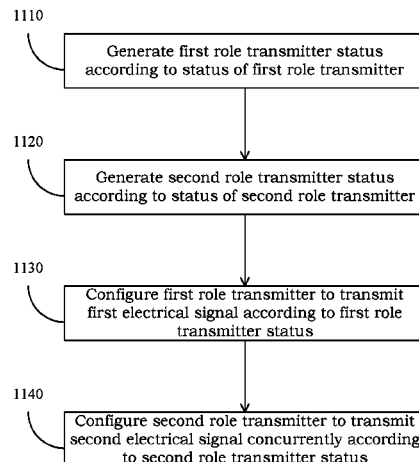 1110
Generate first role transmitter status
according to status of first role transmitter
1120
Generate second role transmitter status
according to status of second role transmitter
1130
Configure first role transmitter to transmit
first electrical signal according to first role
transmitter status
1140
Configure second role transmitter to transmit
second electrical signal concurrently according
to second role transmitter status